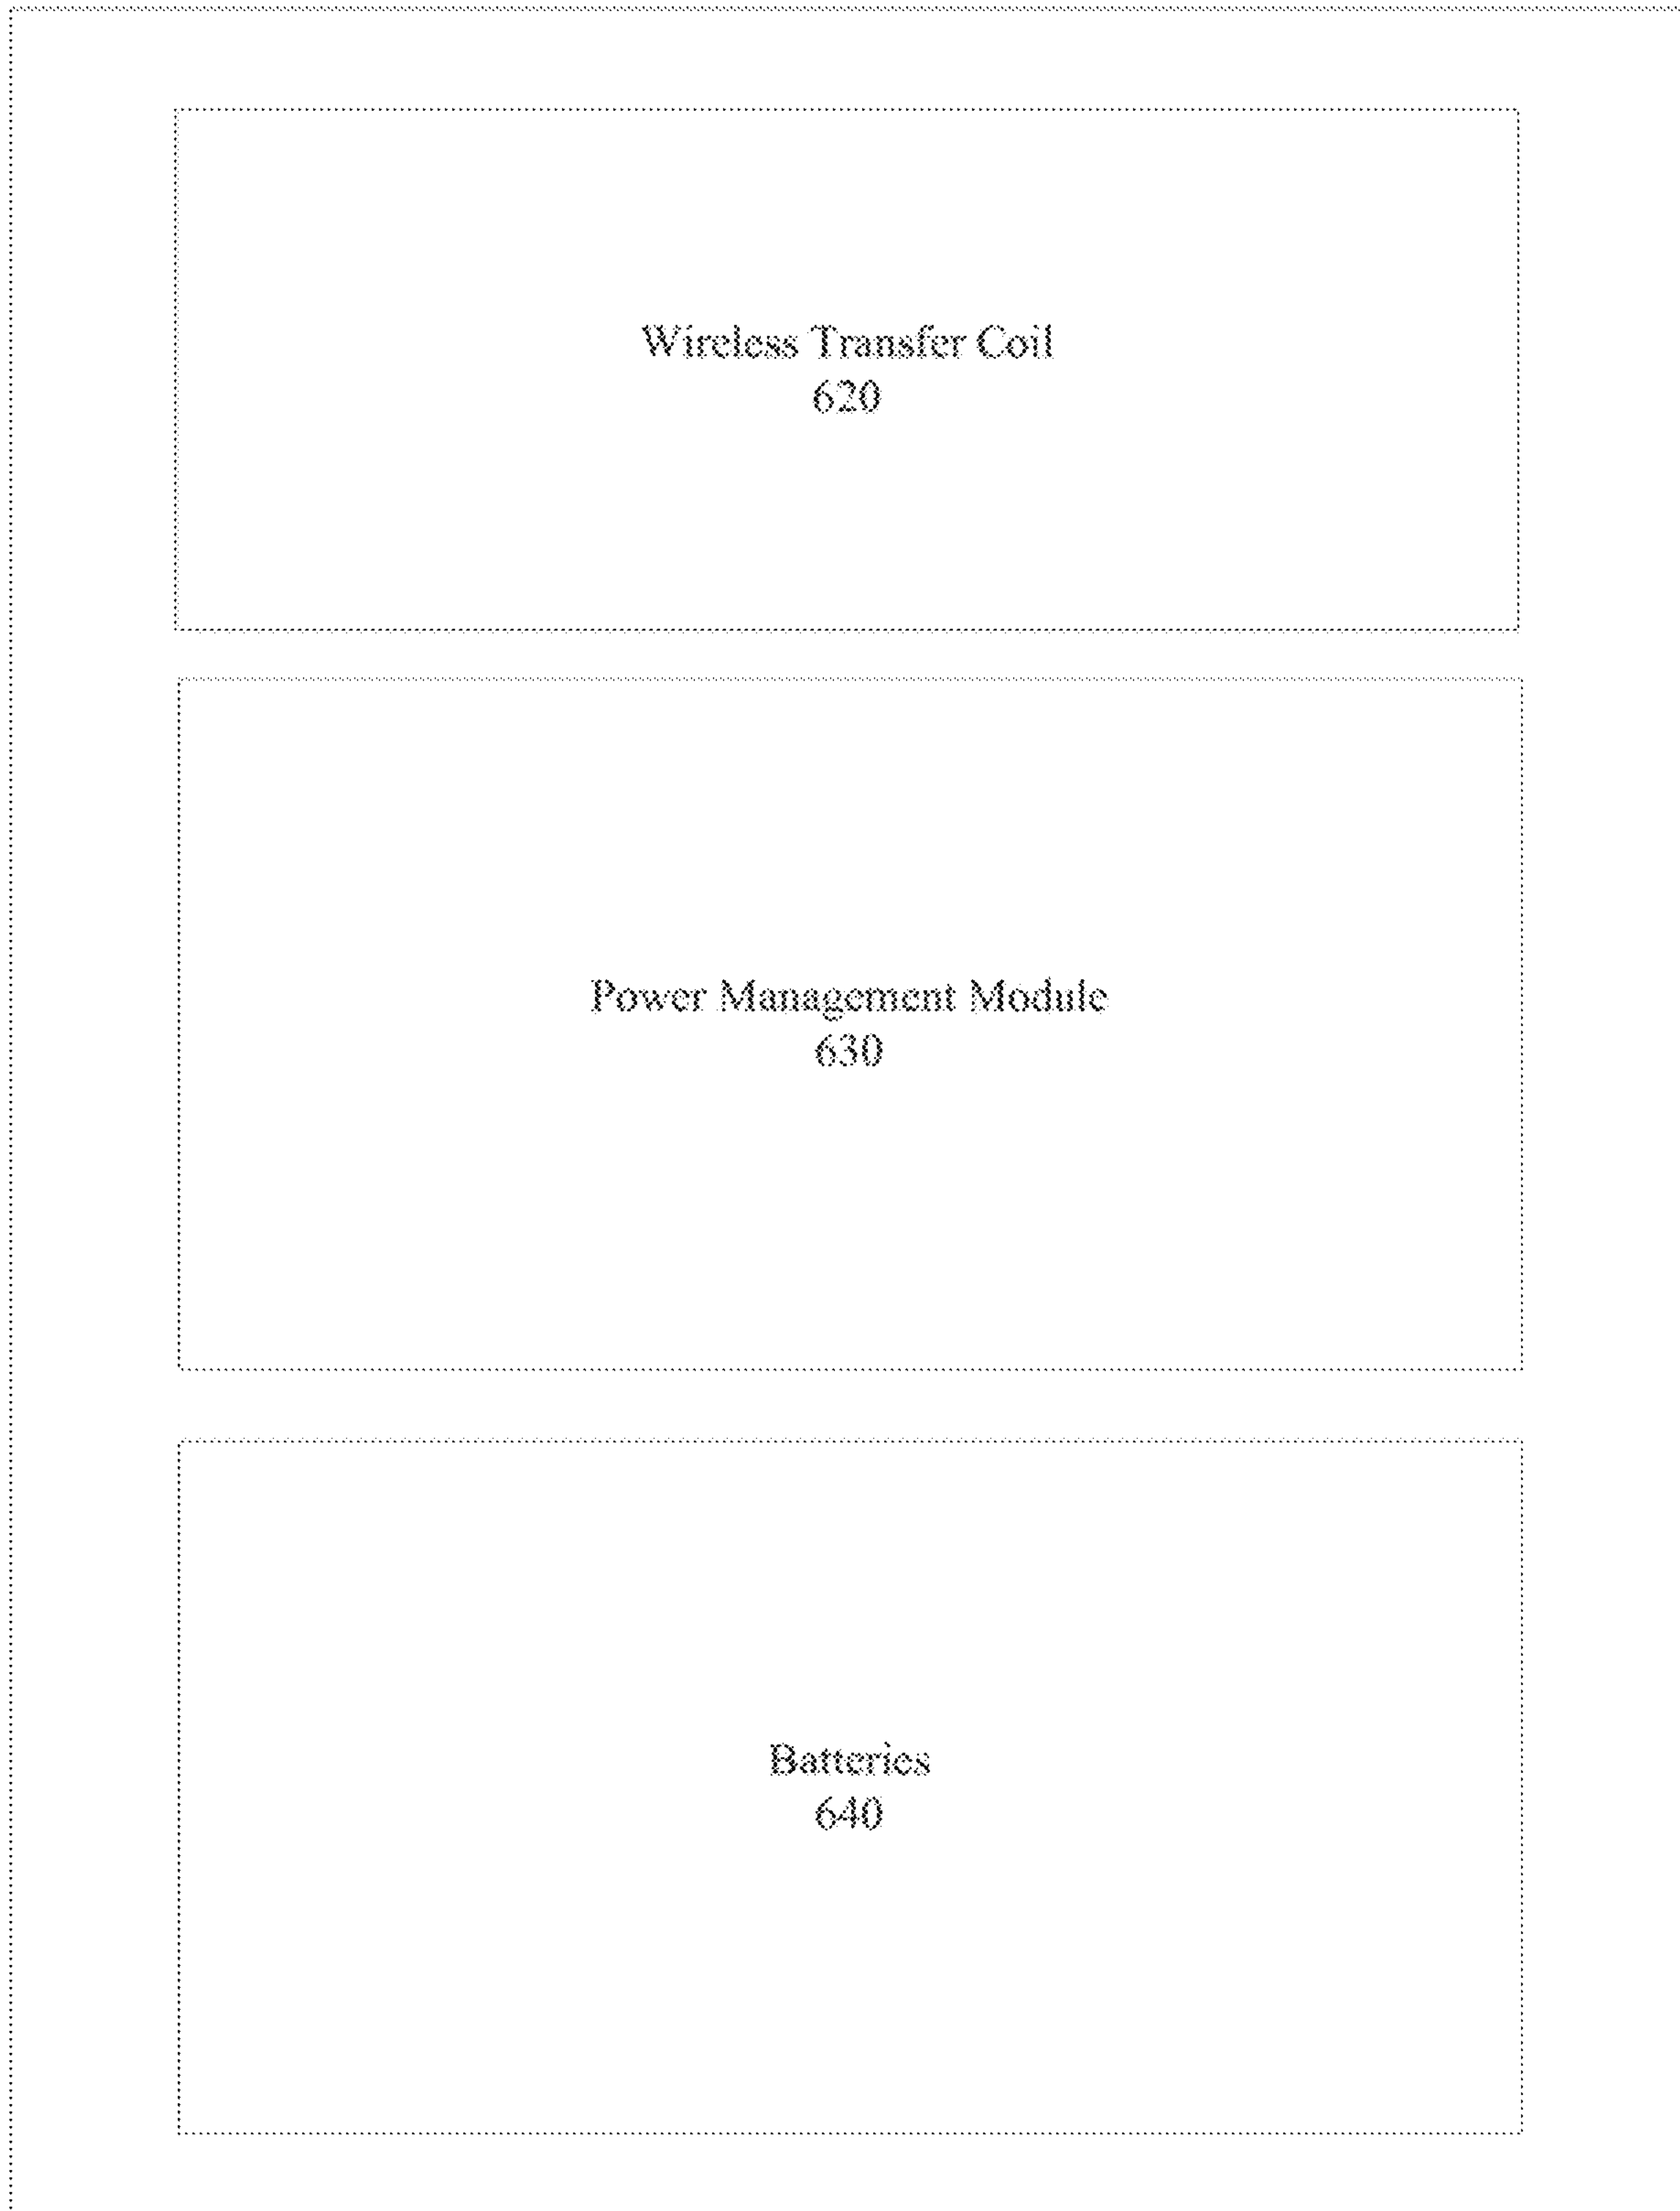 Wireless Transfer Coil
620
Power Management Module
630
Batteries
640